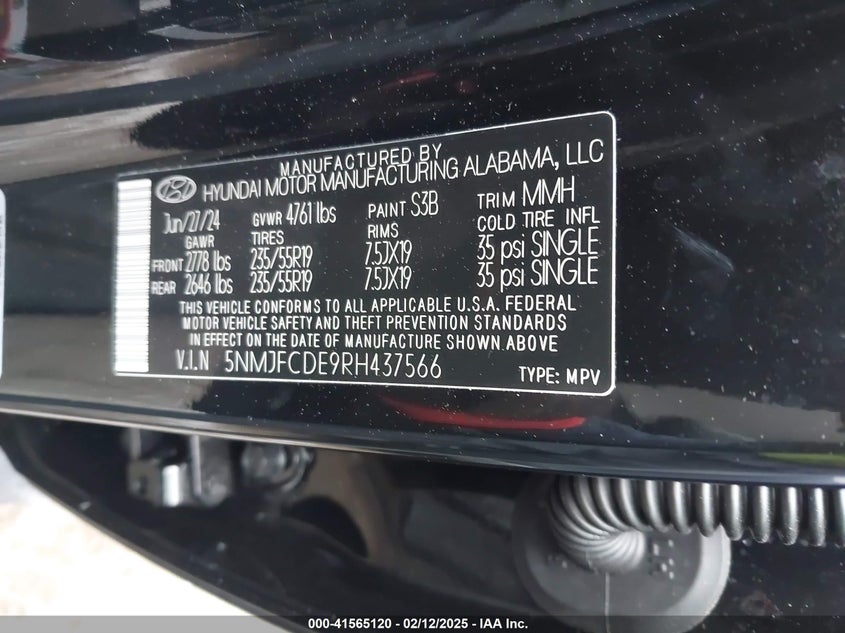 MANUFACTURED BY
HYUNDAI MOTOR MANUFACTURING ALABAMA, LLC
Jun/27/24 GVWR 4761 lbs PAINT S3B TRIM MMH
GAWR TIRES RIMS COLD TIRE INFL
FRONT 2778 lbs 235/55R19 7.5JX19 35 psi SINGLE
REAR 2646 lbs 235/55R19 7.5JX19 35 psi SINGLE
THIS VEHICLE CONFORMS TO ALL APPLICABLE U.S.A. FEDERAL
MOTOR VEHICLE SAFETY AND THEFT PREVENTION STANDARDS
IN EFFECT ON THE DATE OF MANUFACTURE SHOWN ABOVE.
V.I.N 5NMJFCDE9RH437566 TYPE: MPV
000-41565120 - 02/12/2025 - IAA Inc.